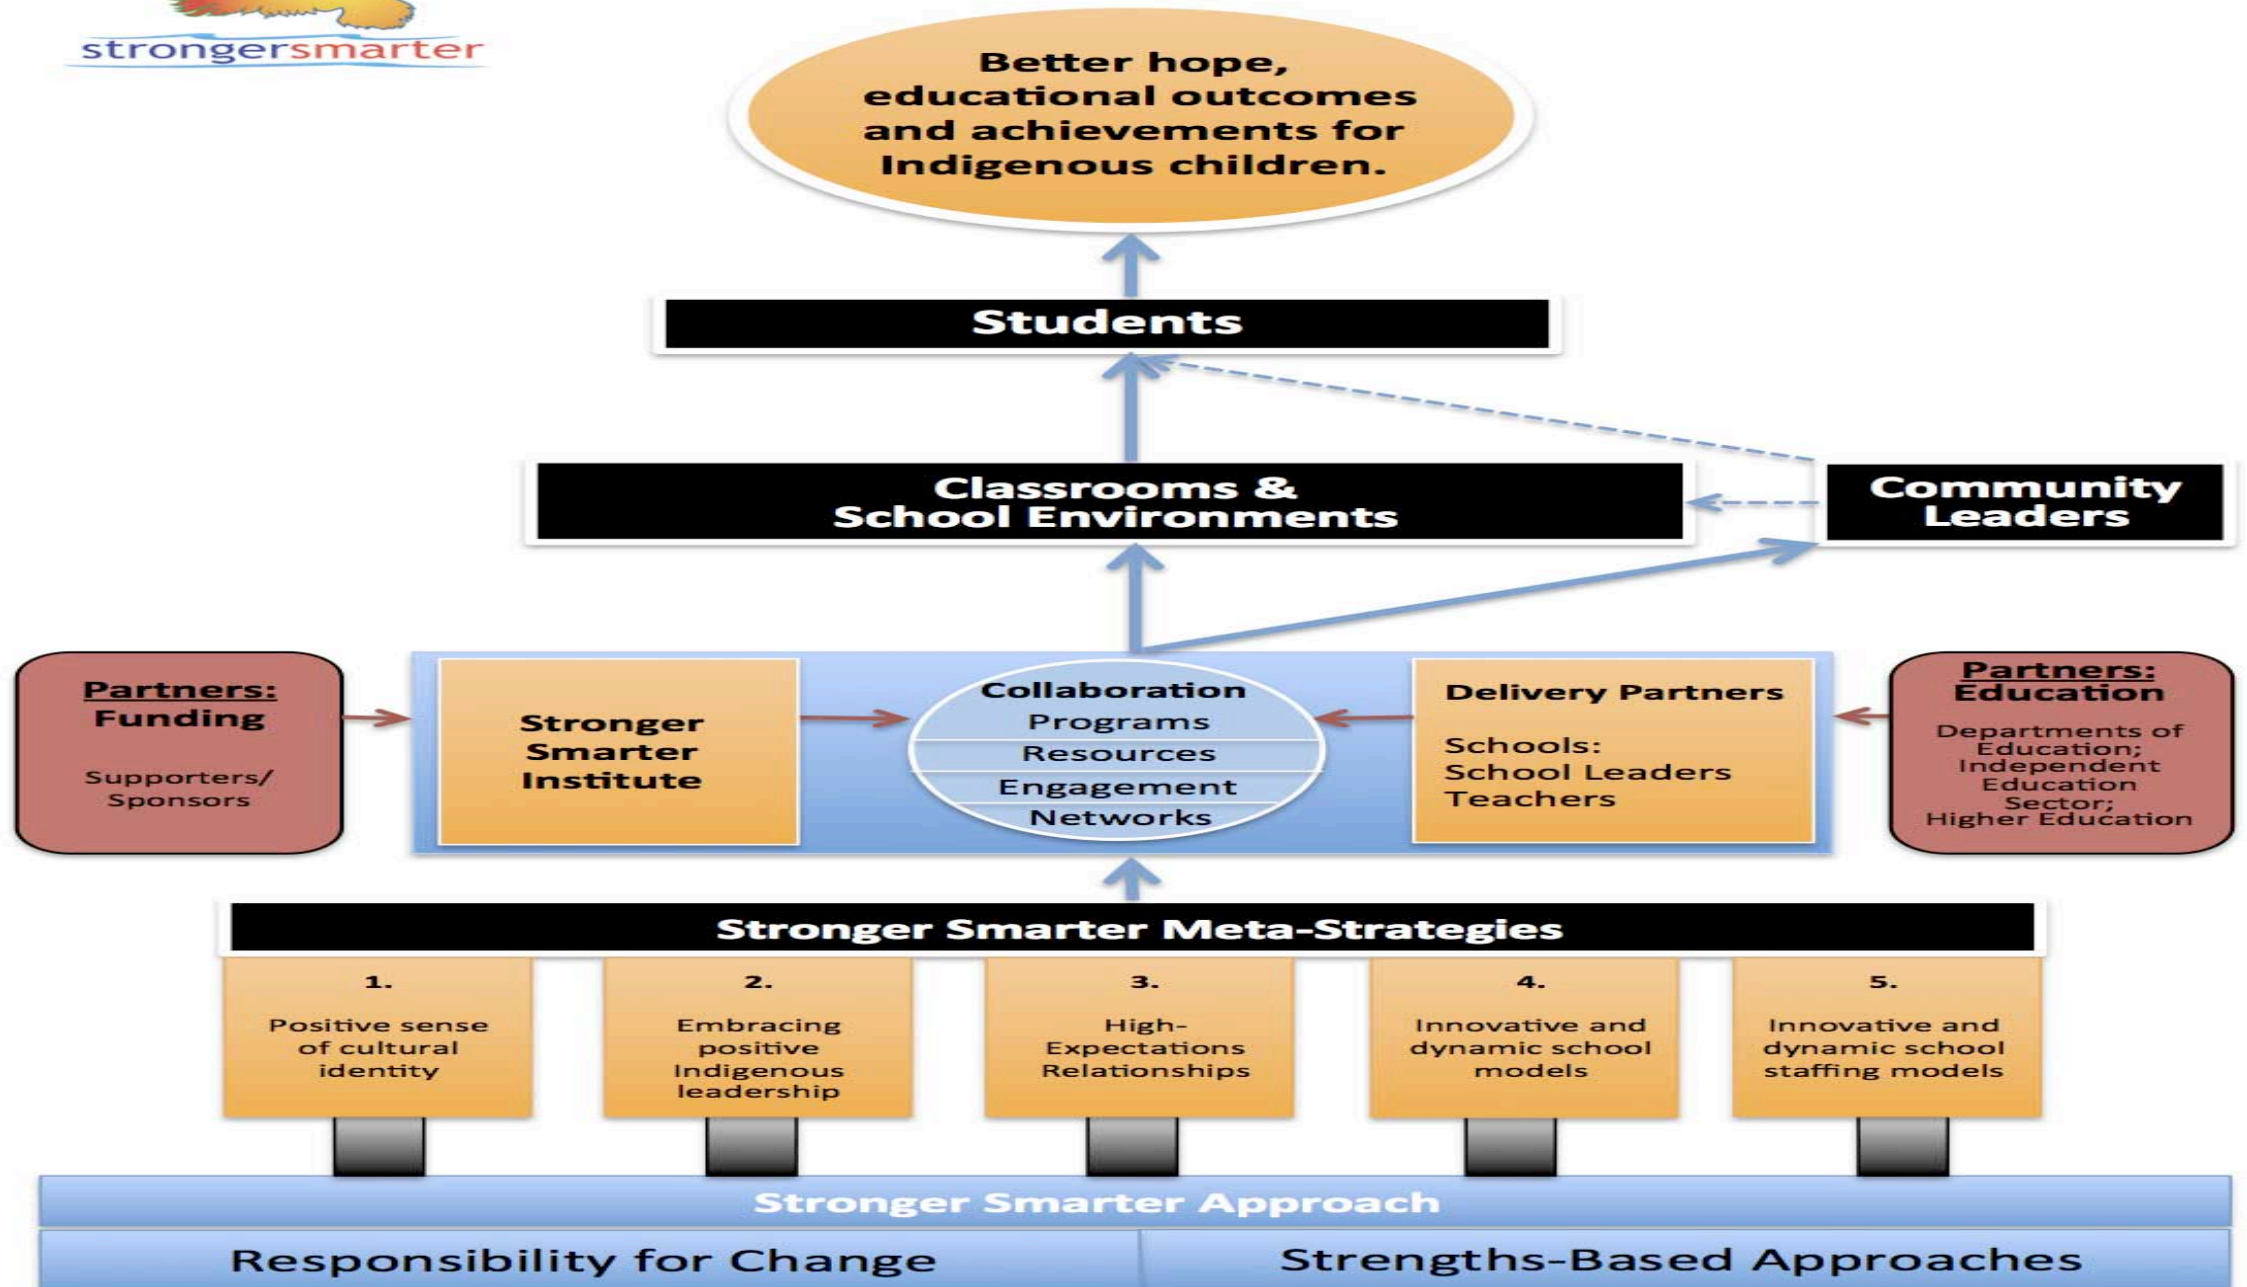 strongersmarter
Better hope,
educational outcomes
and achievements for
Indigenous children.
Students
Classrooms &
School Environments
Community
Leaders
Partners:
Funding
Supporters/
Sponsors
Stronger
Smarter
Institute
Collaboration
Programs
Resources
Engagement
Networks
Delivery Partners
Schools:
School Leaders
Teachers
Partners:
Education
Departments of
Education;
Independent
Education
Sector;
Higher Education
Stronger Smarter Meta-Strategies
1.
Positive sense
of cultural
identity
2.
Embracing
positive
Indigenous
leadership
3.
High-
Expectations
Relationships
4.
Innovative and
dynamic school
models
5.
Innovative and
dynamic school
staffing models
Stronger Smarter Approach
Responsibility for Change
Strengths-Based Approaches